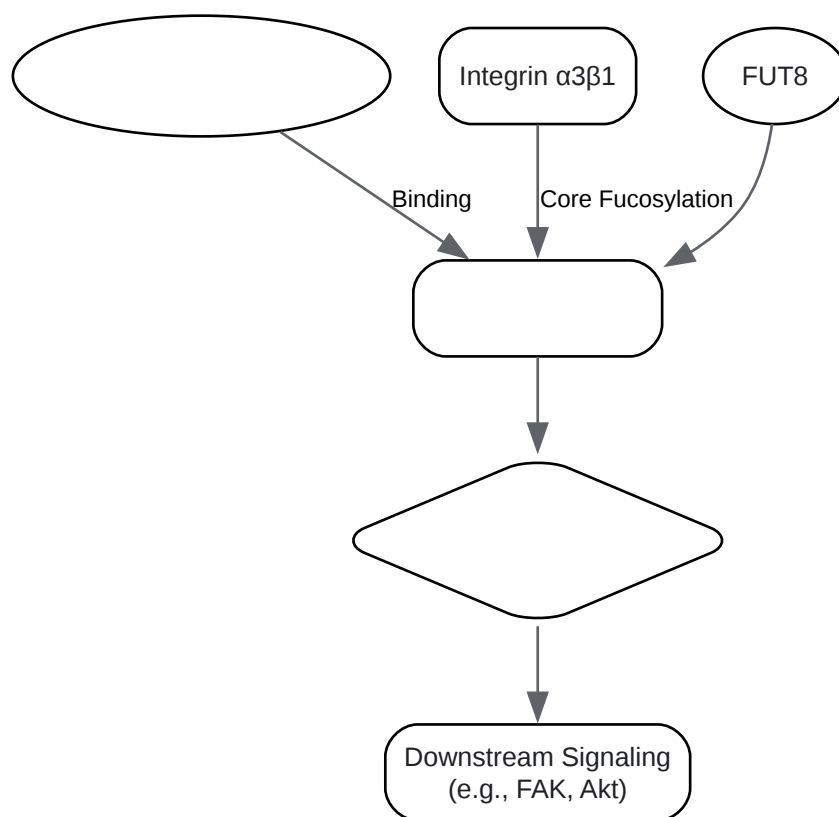 Integrin α3β1
FUT8
Binding
Core Fucosylation
Downstream Signaling
(e.g., FAK, Akt)